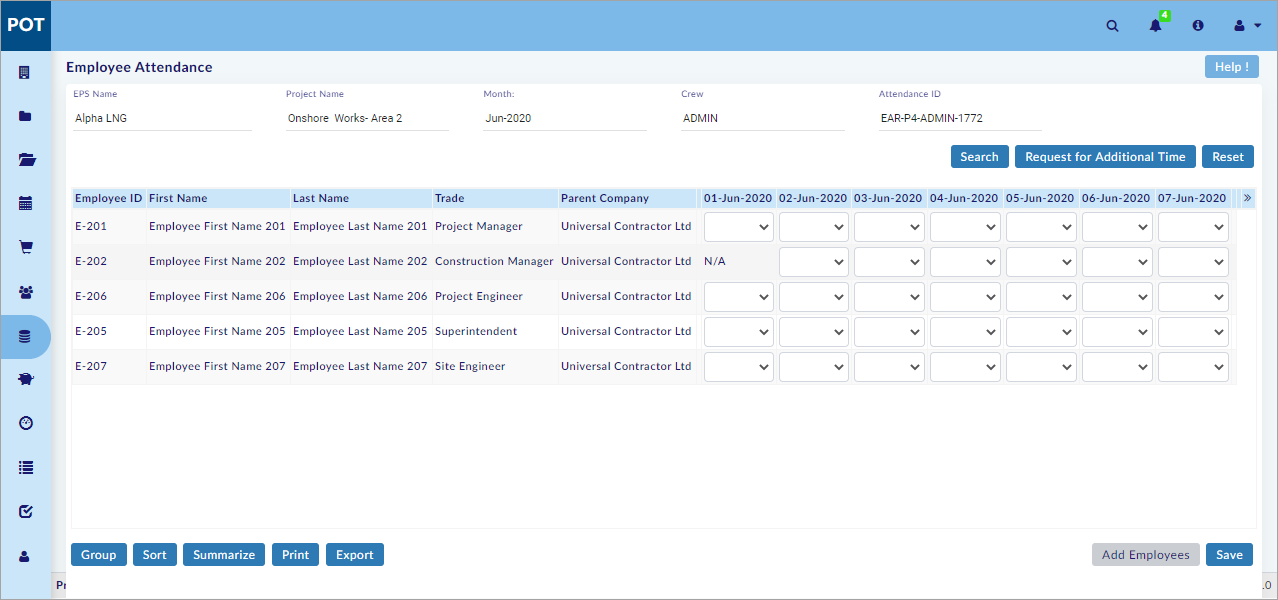 POT
4
Employee Attendance Help !
EPS Name Project Name Month: Crew Attendance ID
Alpha LNG Onshore Works- Area 2 Jun-2020 ADMIN EAR-P4-ADMIN-1772
Search Request for Additional Time Reset
Employee ID First Name Last Name Trade Parent Company 01-Jun-2020 02-Jun-2020 03-Jun-2020 04-Jun-2020 05-Jun-2020 06-Jun-2020 07-Jun-2020 »
E-201 Employee First Name 201 Employee Last Name 201 Project Manager Universal Contractor Ltd
E-202 Employee First Name 202 Employee Last Name 202 Construction Manager Universal Contractor Ltd N/A
E-206 Employee First Name 206 Employee Last Name 206 Project Engineer Universal Contractor Ltd
E-205 Employee First Name 205 Employee Last Name 205 Superintendent Universal Contractor Ltd
E-207 Employee First Name 207 Employee Last Name 207 Site Engineer Universal Contractor Ltd
Group Sort Summarize Print Export Add Employees Save